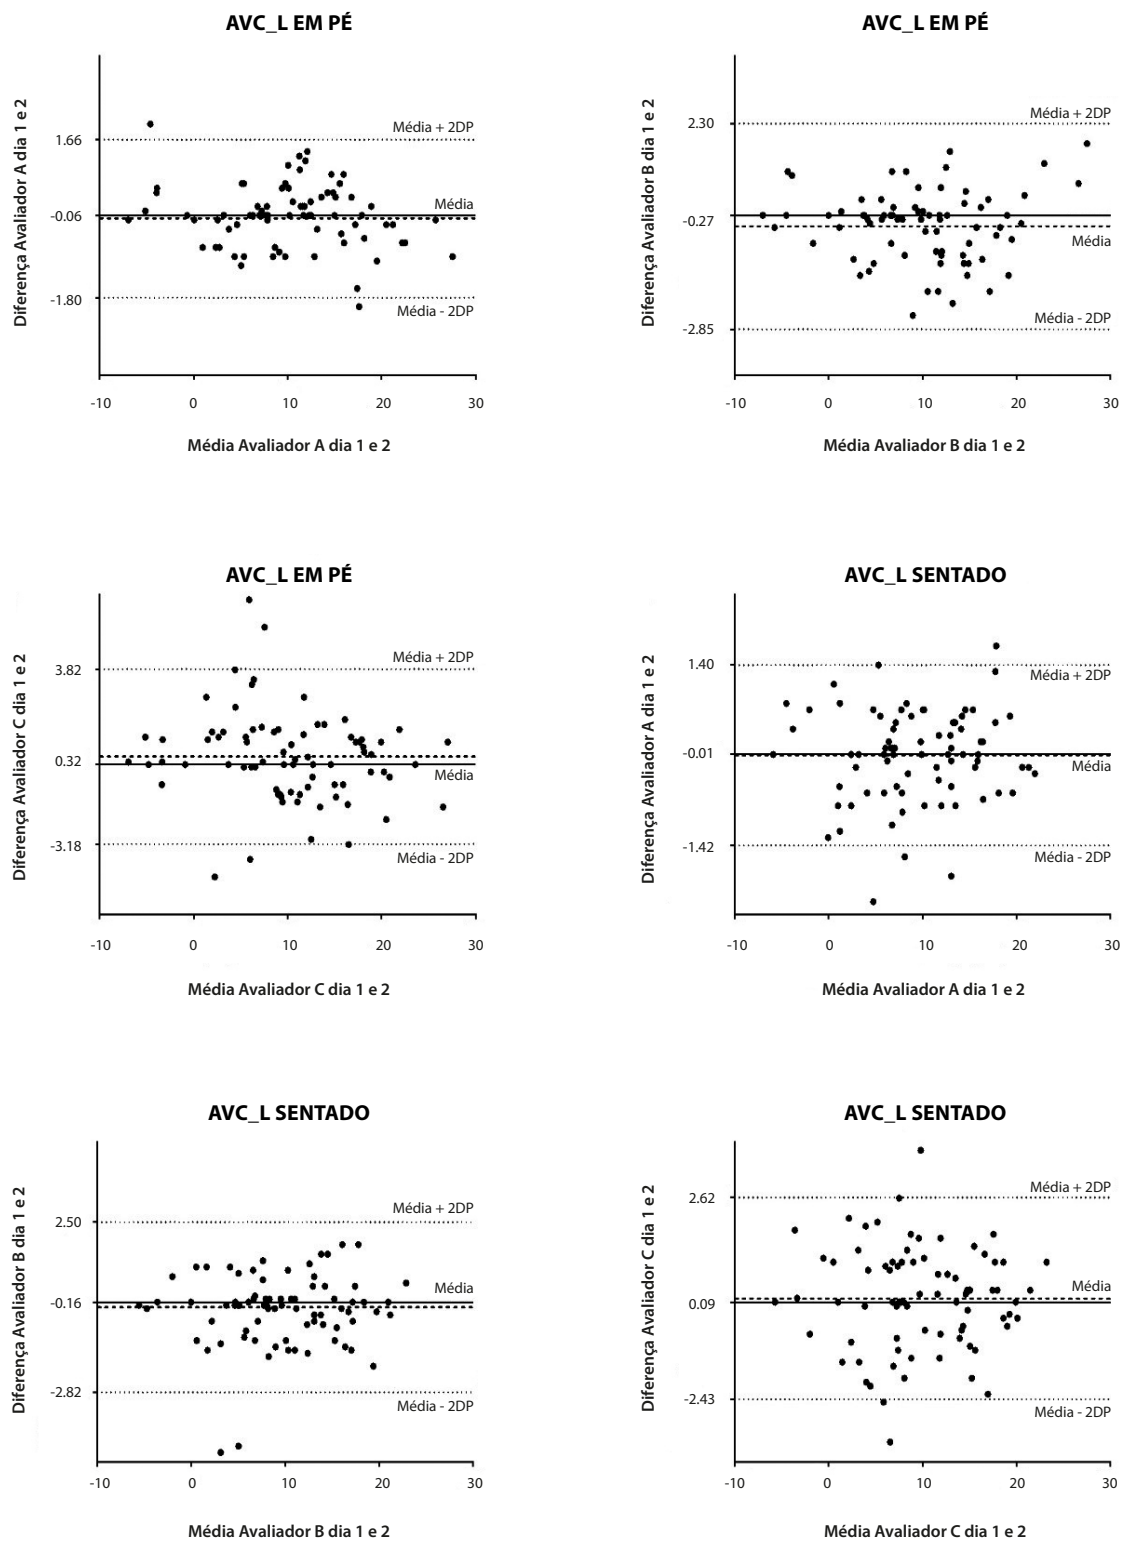 AVC_L EM PÉ
Diferença Avaliador A dia 1 e 2
1.66
-0.06
-1.80
Média + 2DP
Média
Média - 2DP
-10 0 10 20 30
Média Avaliador A dia 1 e 2
AVC_L EM PÉ
Diferença Avaliador B dia 1 e 2
2.30
-0.27
-2.85
Média + 2DP
Média
Média - 2DP
-10 0 10 20 30
Média Avaliador B dia 1 e 2
AVC_L EM PÉ
Diferença Avaliador C dia 1 e 2
3.82
0.32
-3.18
Média + 2DP
Média
Média - 2DP
-10 0 10 20 30
Média Avaliador C dia 1 e 2
AVC_L SENTADO
Diferença Avaliador A dia 1 e 2
1.40
-0.01
-1.42
Média + 2DP
Média
Média - 2DP
-10 0 10 20 30
Média Avaliador A dia 1 e 2
AVC_L SENTADO
Diferença Avaliador B dia 1 e 2
2.50
-0.16
-2.82
Média + 2DP
Média
Média - 2DP
-10 0 10 20 30
Média Avaliador B dia 1 e 2
AVC_L SENTADO
Diferença Avaliador C dia 1 e 2
2.62
0.09
-2.43
Média + 2DP
Média
Média - 2DP
-10 0 10 20 30
Média Avaliador C dia 1 e 2